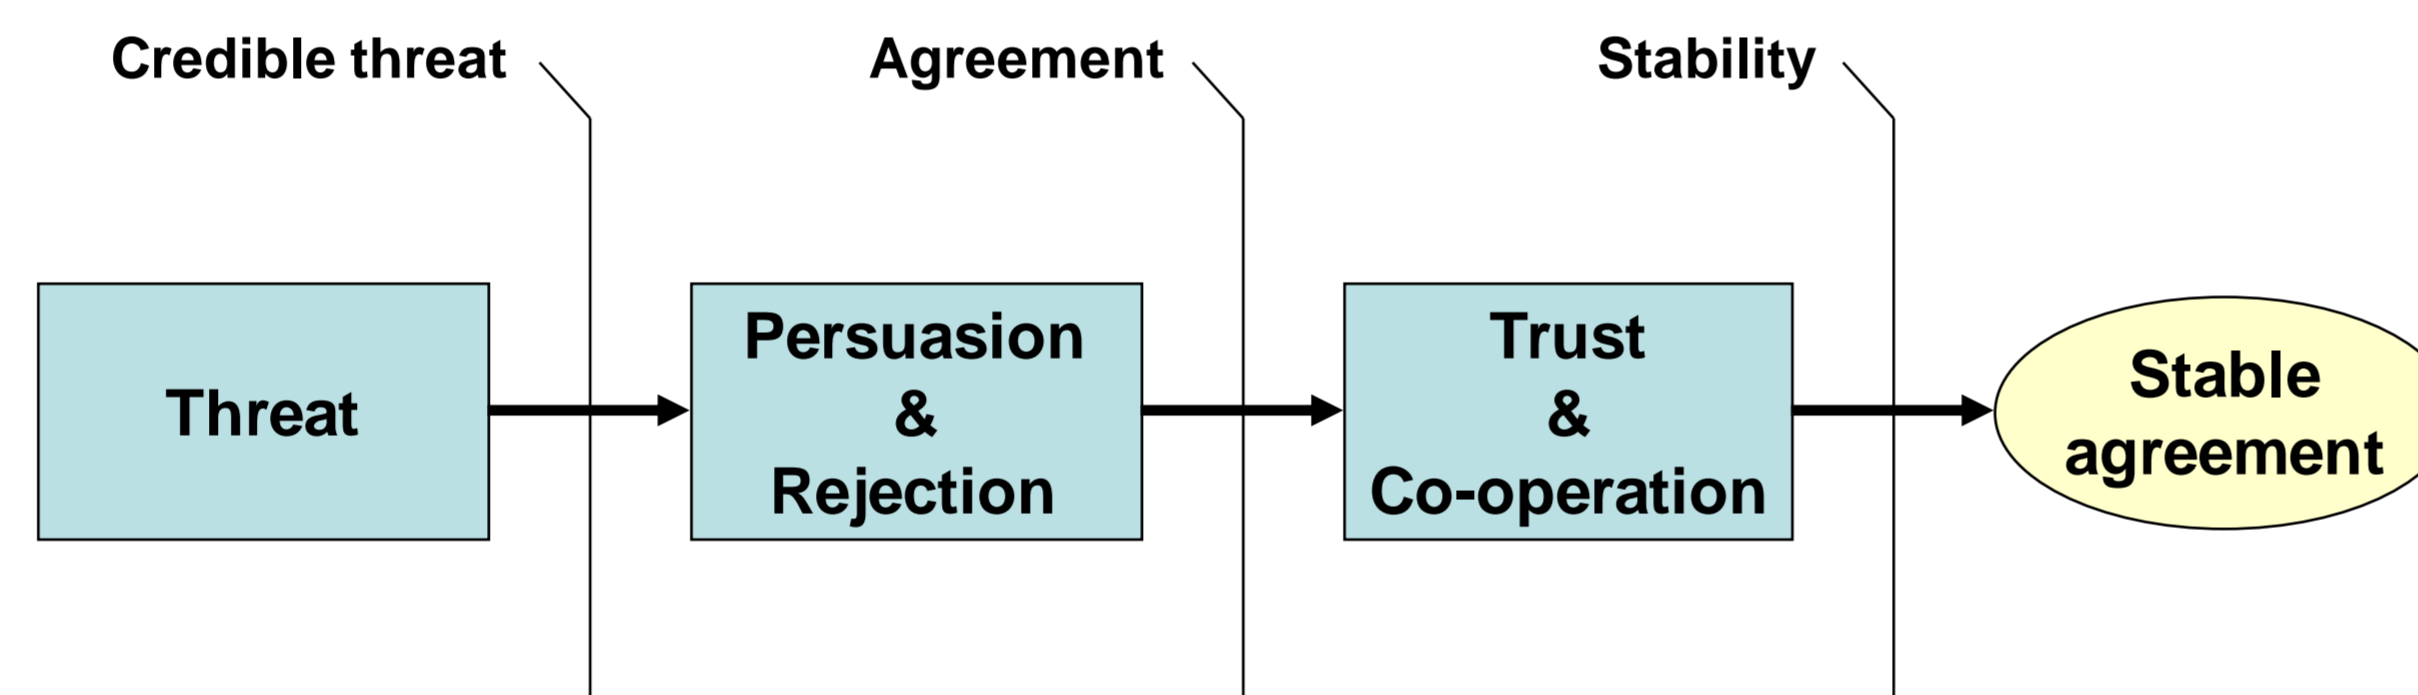 Credible threat
Agreement
Stability
Threat
Persuasion
&
Rejection
Trust
&
Co-operation
Stable
agreement